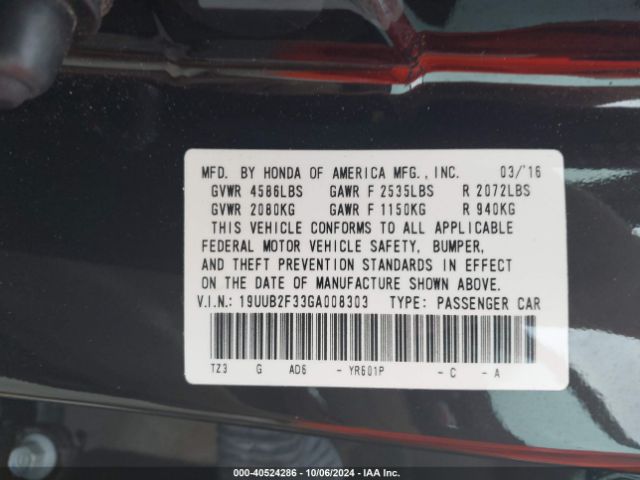 MFD. BY HONDA OF AMERICA MFG., INC. 03/'16
GVWR 4586LBS GAWR F 2535LBS R 2072LBS
GVWR 2080KG GAWR F 1150KG R 940KG
THIS VEHICLE CONFORMS TO ALL APPLICABLE
FEDERAL MOTOR VEHICLE SAFETY, BUMPER,
AND THEFT PREVENTION STANDARDS IN EFFECT
ON THE DATE OF MANUFACTURE SHOWN ABOVE.
V.I.N.: 19UUB2F33GA008303 TYPE: PASSENGER CAR
TZ3 G AD6 - YR601P - C - A
000-40524286 - 10/06/2024 - IAA Inc.